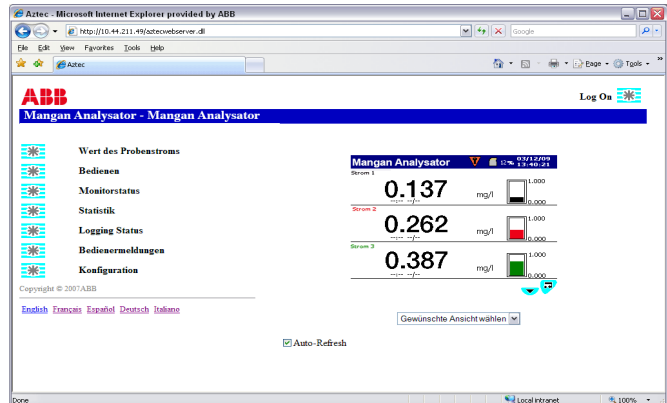 Aztec - Microsoft Internet Explorer provided by ABB
http://10.44.211.49/aztecwebserver.dll
Google
File Edit View Favorites Tools Help
Aztec
Page Tools
ABB
Log On
Mangan Analysator - Mangan Analysator
Wert des Probenstroms
Bedienen
Monitorstatus
Statistik
Logging Status
Bedienermeldungen
Konfiguration
Copyright © 2007ABB
English Français Español Deutsch Italiano
Mangan Analysator 12% 03/12/09 13:40:21
Strom 1
0.137 mg/l 1.000 0.000
--:-- --/--
Strom 2
0.262 mg/l 1.000 0.000
--:-- --/--
Strom 3
0.387 mg/l 1.000 0.000
--:-- --/--
Gewünschte Ansicht wählen
Auto-Refresh
Done
Local intranet
100%